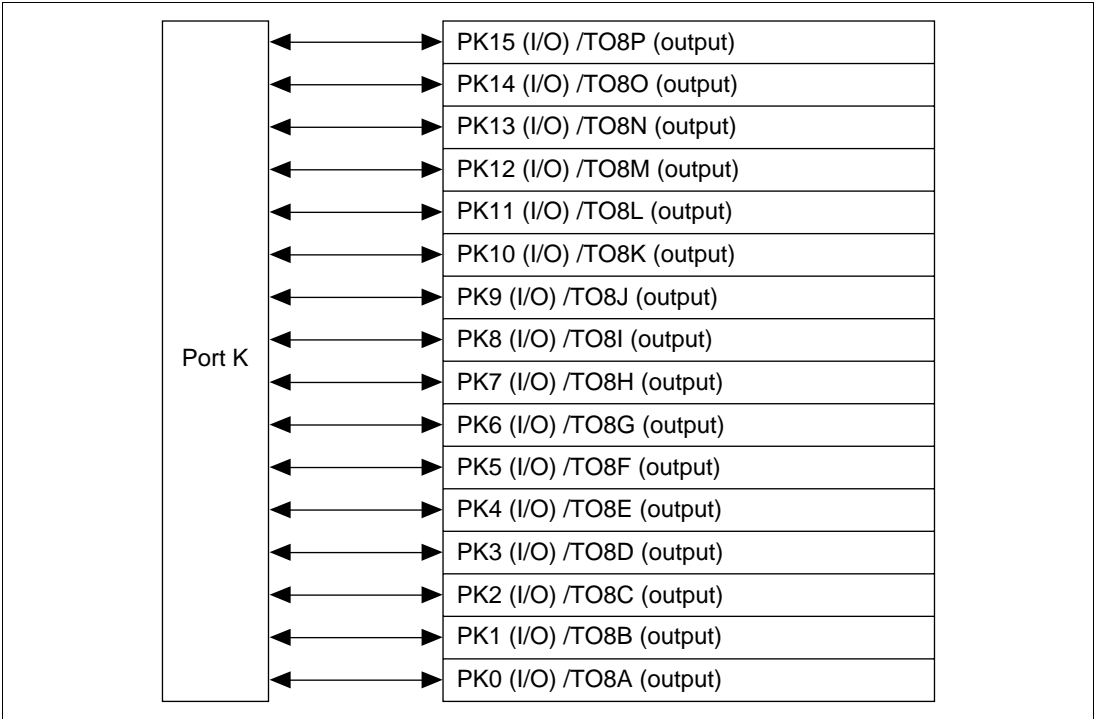 PK15 (I/O) /TO8P (output)
PK14 (I/O) /TO8O (output)
PK13 (I/O) /TO8N (output)
PK12 (I/O) /TO8M (output)
PK11 (I/O) /TO8L (output)
PK10 (I/O) /TO8K (output)
PK9 (I/O) /TO8J (output)
PK8 (I/O) /TO8I (output)
Port K
PK7 (I/O) /TO8H (output)
PK6 (I/O) /TO8G (output)
PK5 (I/O) /TO8F (output)
PK4 (I/O) /TO8E (output)
PK3 (I/O) /TO8D (output)
PK2 (I/O) /TO8C (output)
PK1 (I/O) /TO8B (output)
PK0 (I/O) /TO8A (output)